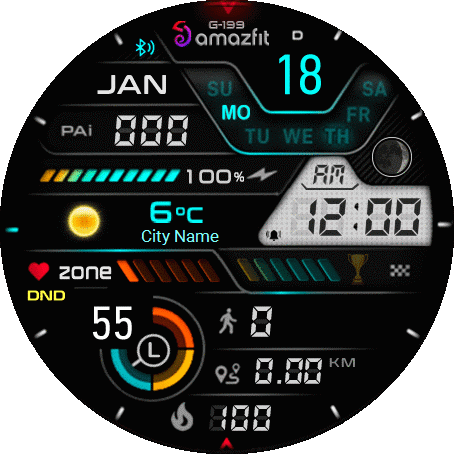 G-199
amazfit
D
JAN
18
SU
MO
TU
WE
TH
FR
SA
PAi
000
100%
AM
12:00
6°C
City Name
zone
DND
55
L
0
0.00 KM
100